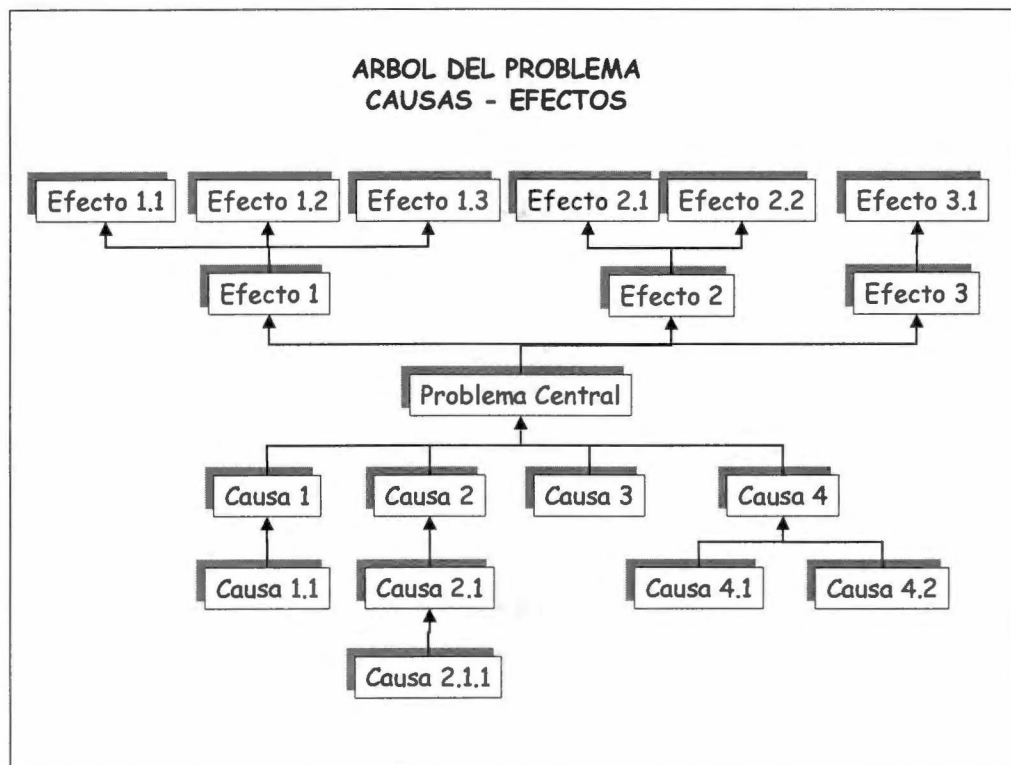 ARBOL DEL PROBLEMA
CAUSAS - EFECTOS
Efecto 1.1
Efecto 1.2
Efecto 1.3
Efecto 2.1
Efecto 2.2
Efecto 3.1
Efecto 1
Efecto 2
Efecto 3
Problema Central
Causa 1
Causa 2
Causa 3
Causa 4
Causa 1.1
Causa 2.1
Causa 4.1
Causa 4.2
Causa 2.1.1